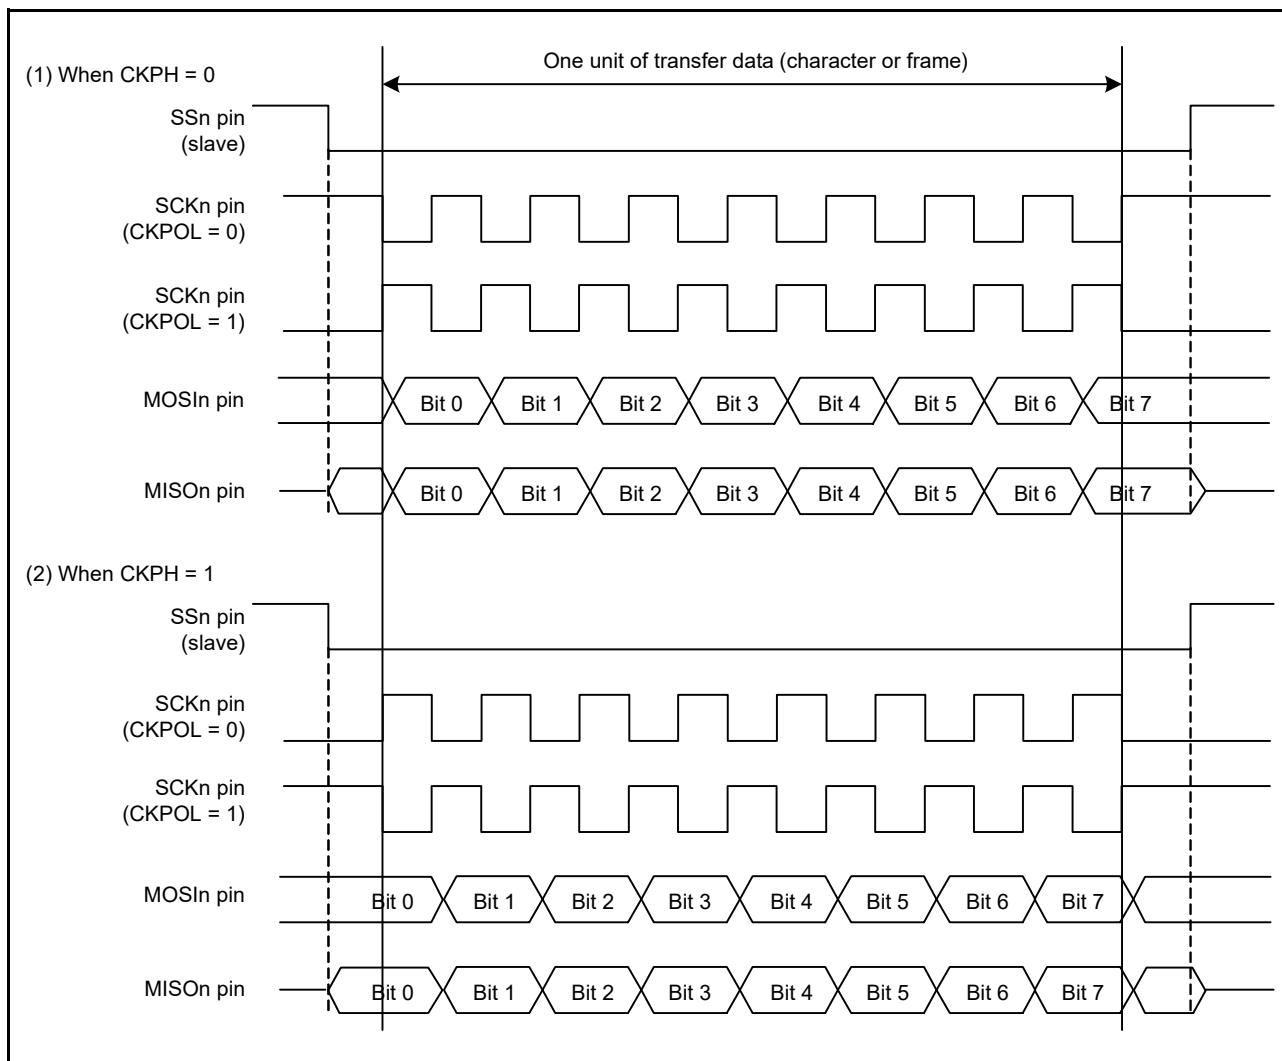 One unit of transfer data (character or frame)
(1) When CKPH = 0
SSn pin
(slave)
SCKn pin
(CKPOL = 0)
SCKn pin
(CKPOL = 1)
MOSIn pin Bit 0 Bit 1 Bit 2 Bit 3 Bit 4 Bit 5 Bit 6 Bit 7
MISOn pin Bit 0 Bit 1 Bit 2 Bit 3 Bit 4 Bit 5 Bit 6 Bit 7
(2) When CKPH = 1
SSn pin
(slave)
SCKn pin
(CKPOL = 0)
SCKn pin
(CKPOL = 1)
MOSIn pin Bit 0 Bit 1 Bit 2 Bit 3 Bit 4 Bit 5 Bit 6 Bit 7
MISOn pin Bit 0 Bit 1 Bit 2 Bit 3 Bit 4 Bit 5 Bit 6 Bit 7